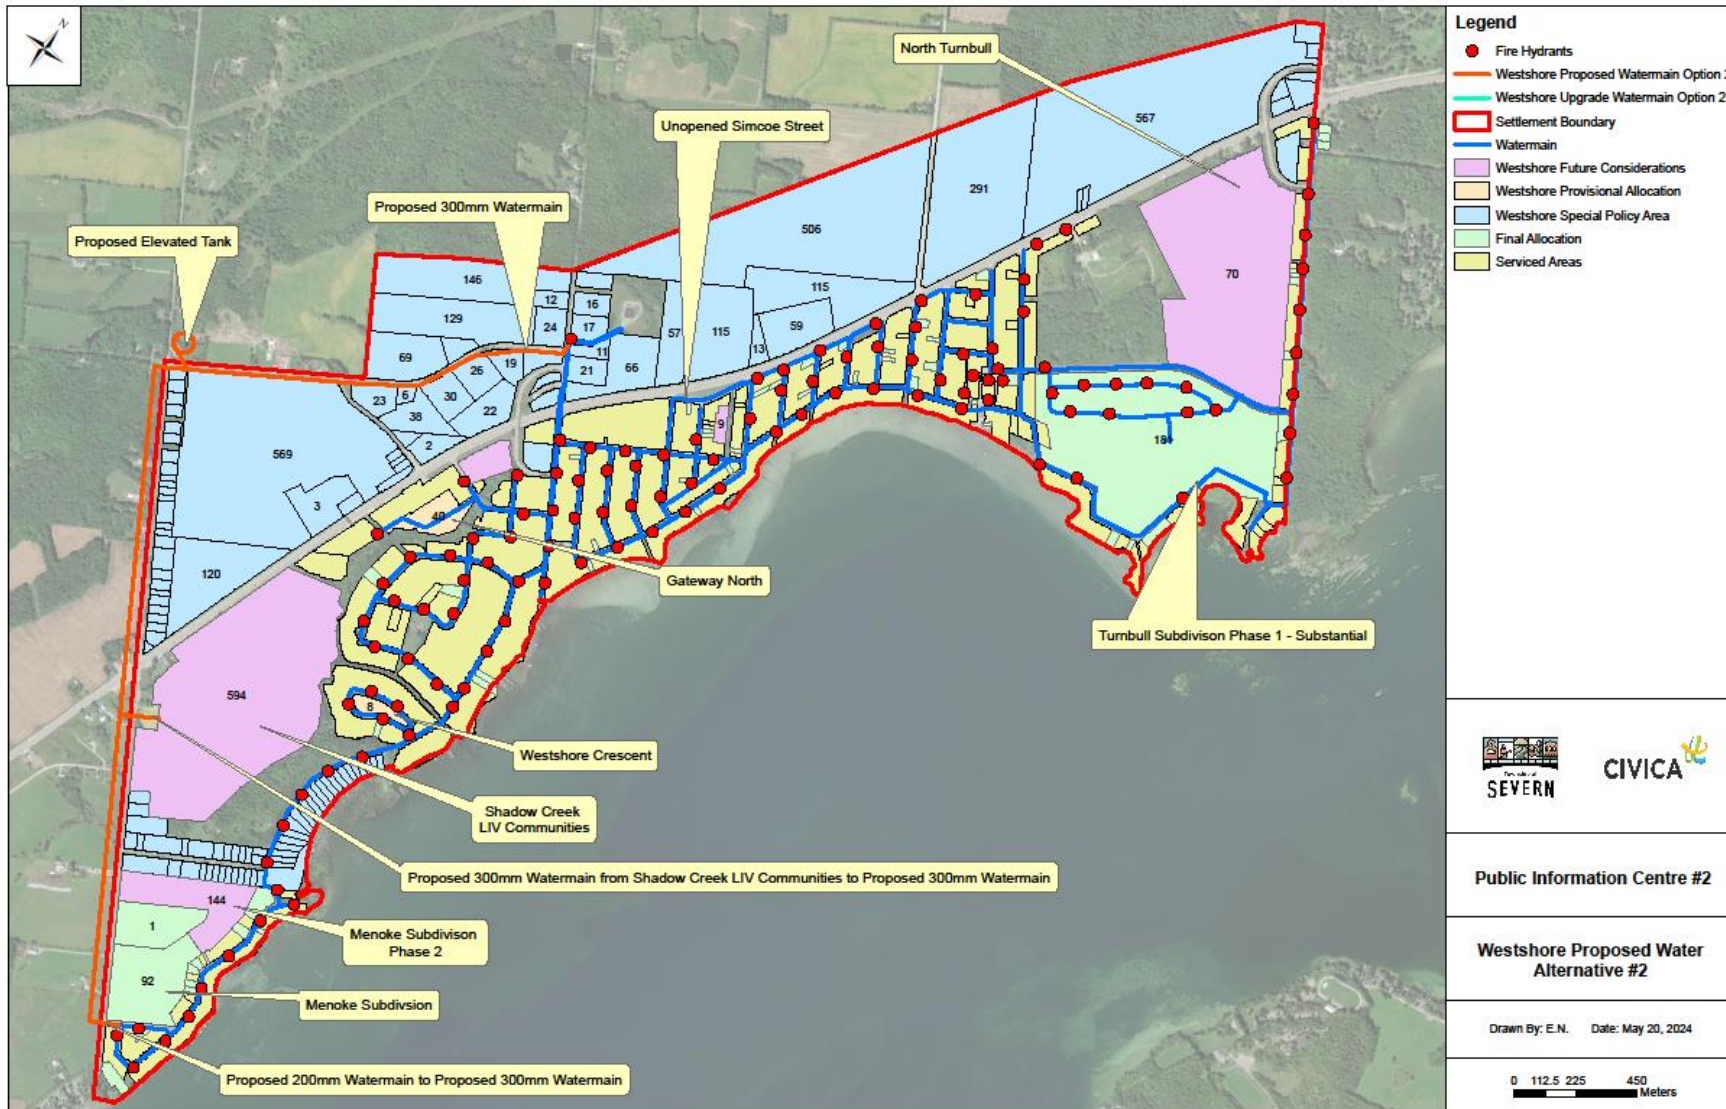 N
North Turnbull
Unopened Simcoe Street
Proposed 300mm Watermain
Proposed Elevated Tank
567
291
506
70
146
12
16
129
24
17
115
59
57
115
13
69
26
19
11
21
66
23
6
30
38
22
2
9
569
3
40
181
120
Gateway North
Turnbull Subdivison Phase 1 - Substantial
594
8
Westshore Crescent
Shadow Creek
LIV Communities
Proposed 300mm Watermain from Shadow Creek LIV Communities to Proposed 300mm Watermain
144
1
Menoke Subdivison
Phase 2
92
Menoke Subdivsion
Proposed 200mm Watermain to Proposed 300mm Watermain
Legend
Fire Hydrants
Westshore Proposed Watermain Option 2
Westshore Upgrade Watermain Option 2
Settlement Boundary
Watermain
Westshore Future Considerations
Westshore Provisional Allocation
Westshore Special Policy Area
Final Allocation
Serviced Areas
SEVERN
CIVICA
Public Information Centre #2
Westshore Proposed Water
Alternative #2
Drawn By: E.N. Date: May 20, 2024
0 112.5 225 450
Meters